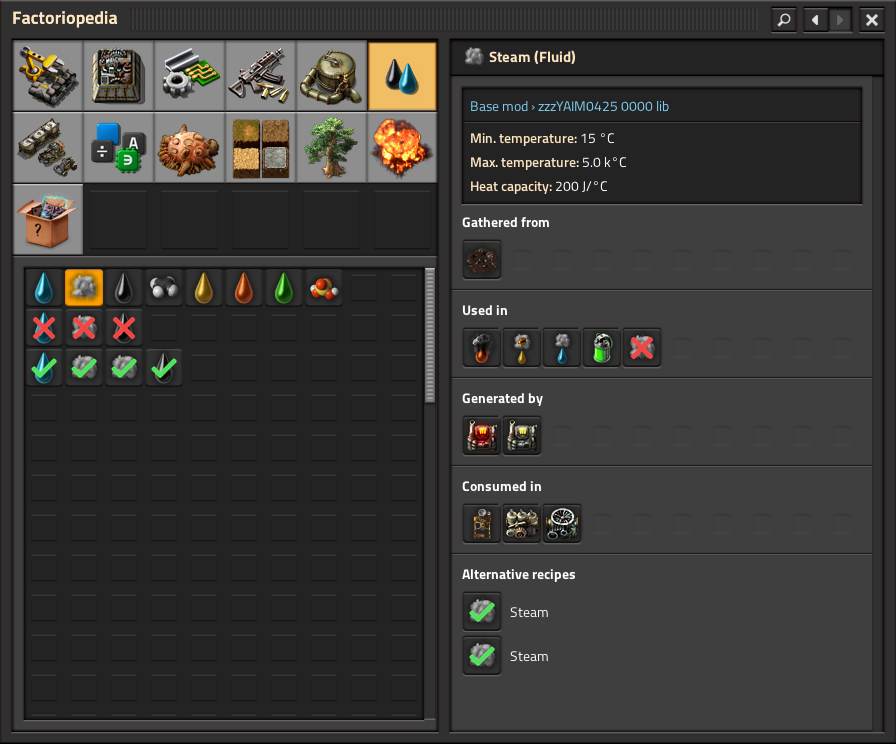 Factoriopedia
Steam (Fluid)
Base mod › zzzYAIM0425 0000 lib
Min. temperature: 15 °C
Max. temperature: 5.0 k°C
Heat capacity: 200 J/°C
Gathered from
Used in
Generated by
Consumed in
Alternative recipes
Steam
Steam